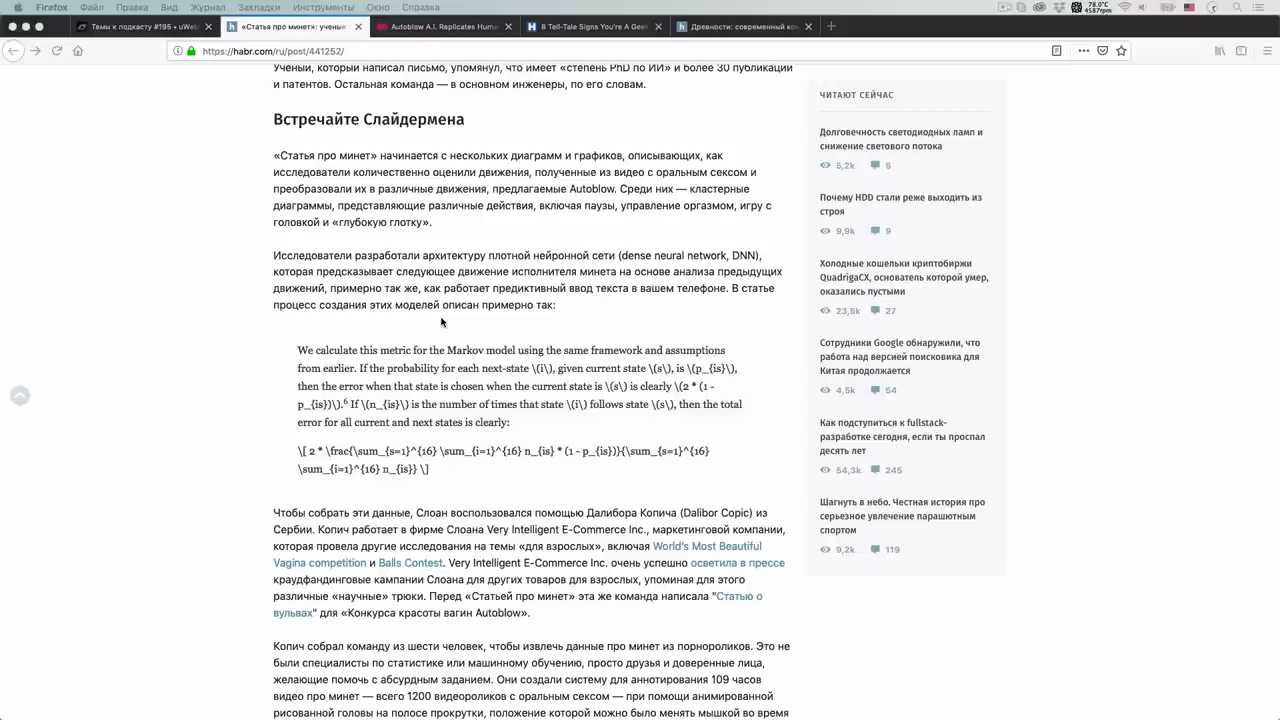 Firefox Файл Правка Вид Журнал Закладки Инструменты Окно Справка
78.0°C
4587rpm
Темы к подкасту #195 • uWeb
«Статья про минет»: учены
Autoblow A.I. Replicates Hum
8 Tell-Tale Signs You're A Geek
Древности: современный ко
https://habr.com/ru/post/441252/
Ученый, который написал письмо, упомянул, что имеет «степень PhD по ИИ» и более 30 публикаций
и патентов. Остальная команда — в основном инженеры, по его словам.
Встречайте Слайдермена
«Статья про минет» начинается с нескольких диаграмм и графиков, описывающих, как
исследователи количественно оценили движения, полученные из видео с оральным сексом и
преобразовали их в различные движения, предлагаемые Autoblow. Среди них — кластерные
диаграммы, представляющие различные действия, включая паузы, управление оргазмом, игру с
головкой и «глубокую глотку».
Исследователи разработали архитектуру плотной нейронной сети (dense neural network, DNN),
которая предсказывает следующее движение исполнителя минета на основе анализа предыдущих
движений, примерно так же, как работает предиктивный ввод текста в вашем телефоне. В статье
процесс создания этих моделей описан примерно так:
We calculate this metric for the Markov model using the same framework and assumptions
from earlier. If the probability for each next-state \(i\), given current state \(s\), is \(p_{is}\),
then the error when that state is chosen when the current state is \(s\) is clearly \(2 * (1 -
p_{is})\).6 If \(n_{is}\) is the number of times that state \(i\) follows state \(s\), then the total
error for all current and next states is clearly:
\[ 2 * \frac{\sum_{s=1}^{16} \sum_{i=1}^{16} n_{is} * (1 - p_{is})}{\sum_{s=1}^{16}
\sum_{i=1}^{16} n_{is}} \]
Чтобы собрать эти данные, Слоан воспользовался помощью Далибора Копича (Dalibor Copic) из
Сербии. Копич работает в фирме Слоана Very Intelligent E-Commerce Inc., маркетинговой компании,
которая провела другие исследования на темы «для взрослых», включая World's Most Beautiful
Vagina competition и Balls Contest. Very Intelligent E-Commerce Inc. очень успешно осветила в прессе
краудфандинговые кампании Слоана для других товаров для взрослых, упоминая для этого
различные «научные» трюки. Перед «Статьей про минет» эта же команда написала "Статью о
вульвах" для «Конкурса красоты вагин Autoblow».
Копич собрал команду из шести человек, чтобы извлечь данные про минет из порнороликов. Это не
были специалисты по статистике или машинному обучению, просто друзья и доверенные лица,
желающие помочь с абсурдным заданием. Они создали систему для аннотирования 109 часов
видео про минет — всего 1200 видеороликов с оральным сексом — при помощи анимированной
рисованной головы на полосе прокрутки, положение которой можно было менять мышкой во время
ЧИТАЮТ СЕЙЧАС
Долговечность светодиодных ламп и
снижение светового потока
5,2k 6
Почему HDD стали реже выходить из
строя
9,9k 9
Холодные кошельки криптобиржи
QuadrigaCX, основатель которой умер,
оказались пустыми
23,5k 27
Сотрудники Google обнаружили, что
работа над версией поисковика для
Китая продолжается
4,5k 54
Как подступиться к fullstack-
разработке сегодня, если ты проспал
десять лет
54,3k 245
Шагнуть в небо. Честная история про
серьезное увлечение парашютным
спортом
9,2k 119